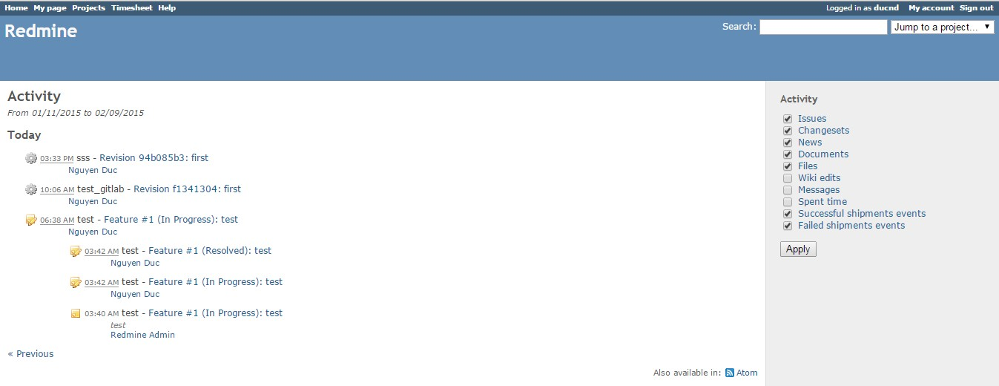 Home My page Projects Timesheet Help Logged in as ducnd My account Sign out
Redmine
Search: Jump to a project...
Activity
From 01/11/2015 to 02/09/2015
Today
03:33 PM sss - Revision 94b085b3: first
Nguyen Duc
10:06 AM test_gitlab - Revision f1341304: first
Nguyen Duc
06:38 AM test - Feature #1 (In Progress): test
Nguyen Duc
03:42 AM test - Feature #1 (Resolved): test
Nguyen Duc
03:42 AM test - Feature #1 (In Progress): test
Nguyen Duc
03:40 AM test - Feature #1 (In Progress): test
test
Redmine Admin
« Previous
Also available in: Atom
Activity
Issues
Changesets
News
Documents
Files
Wiki edits
Messages
Spent time
Successful shipments events
Failed shipments events
Apply